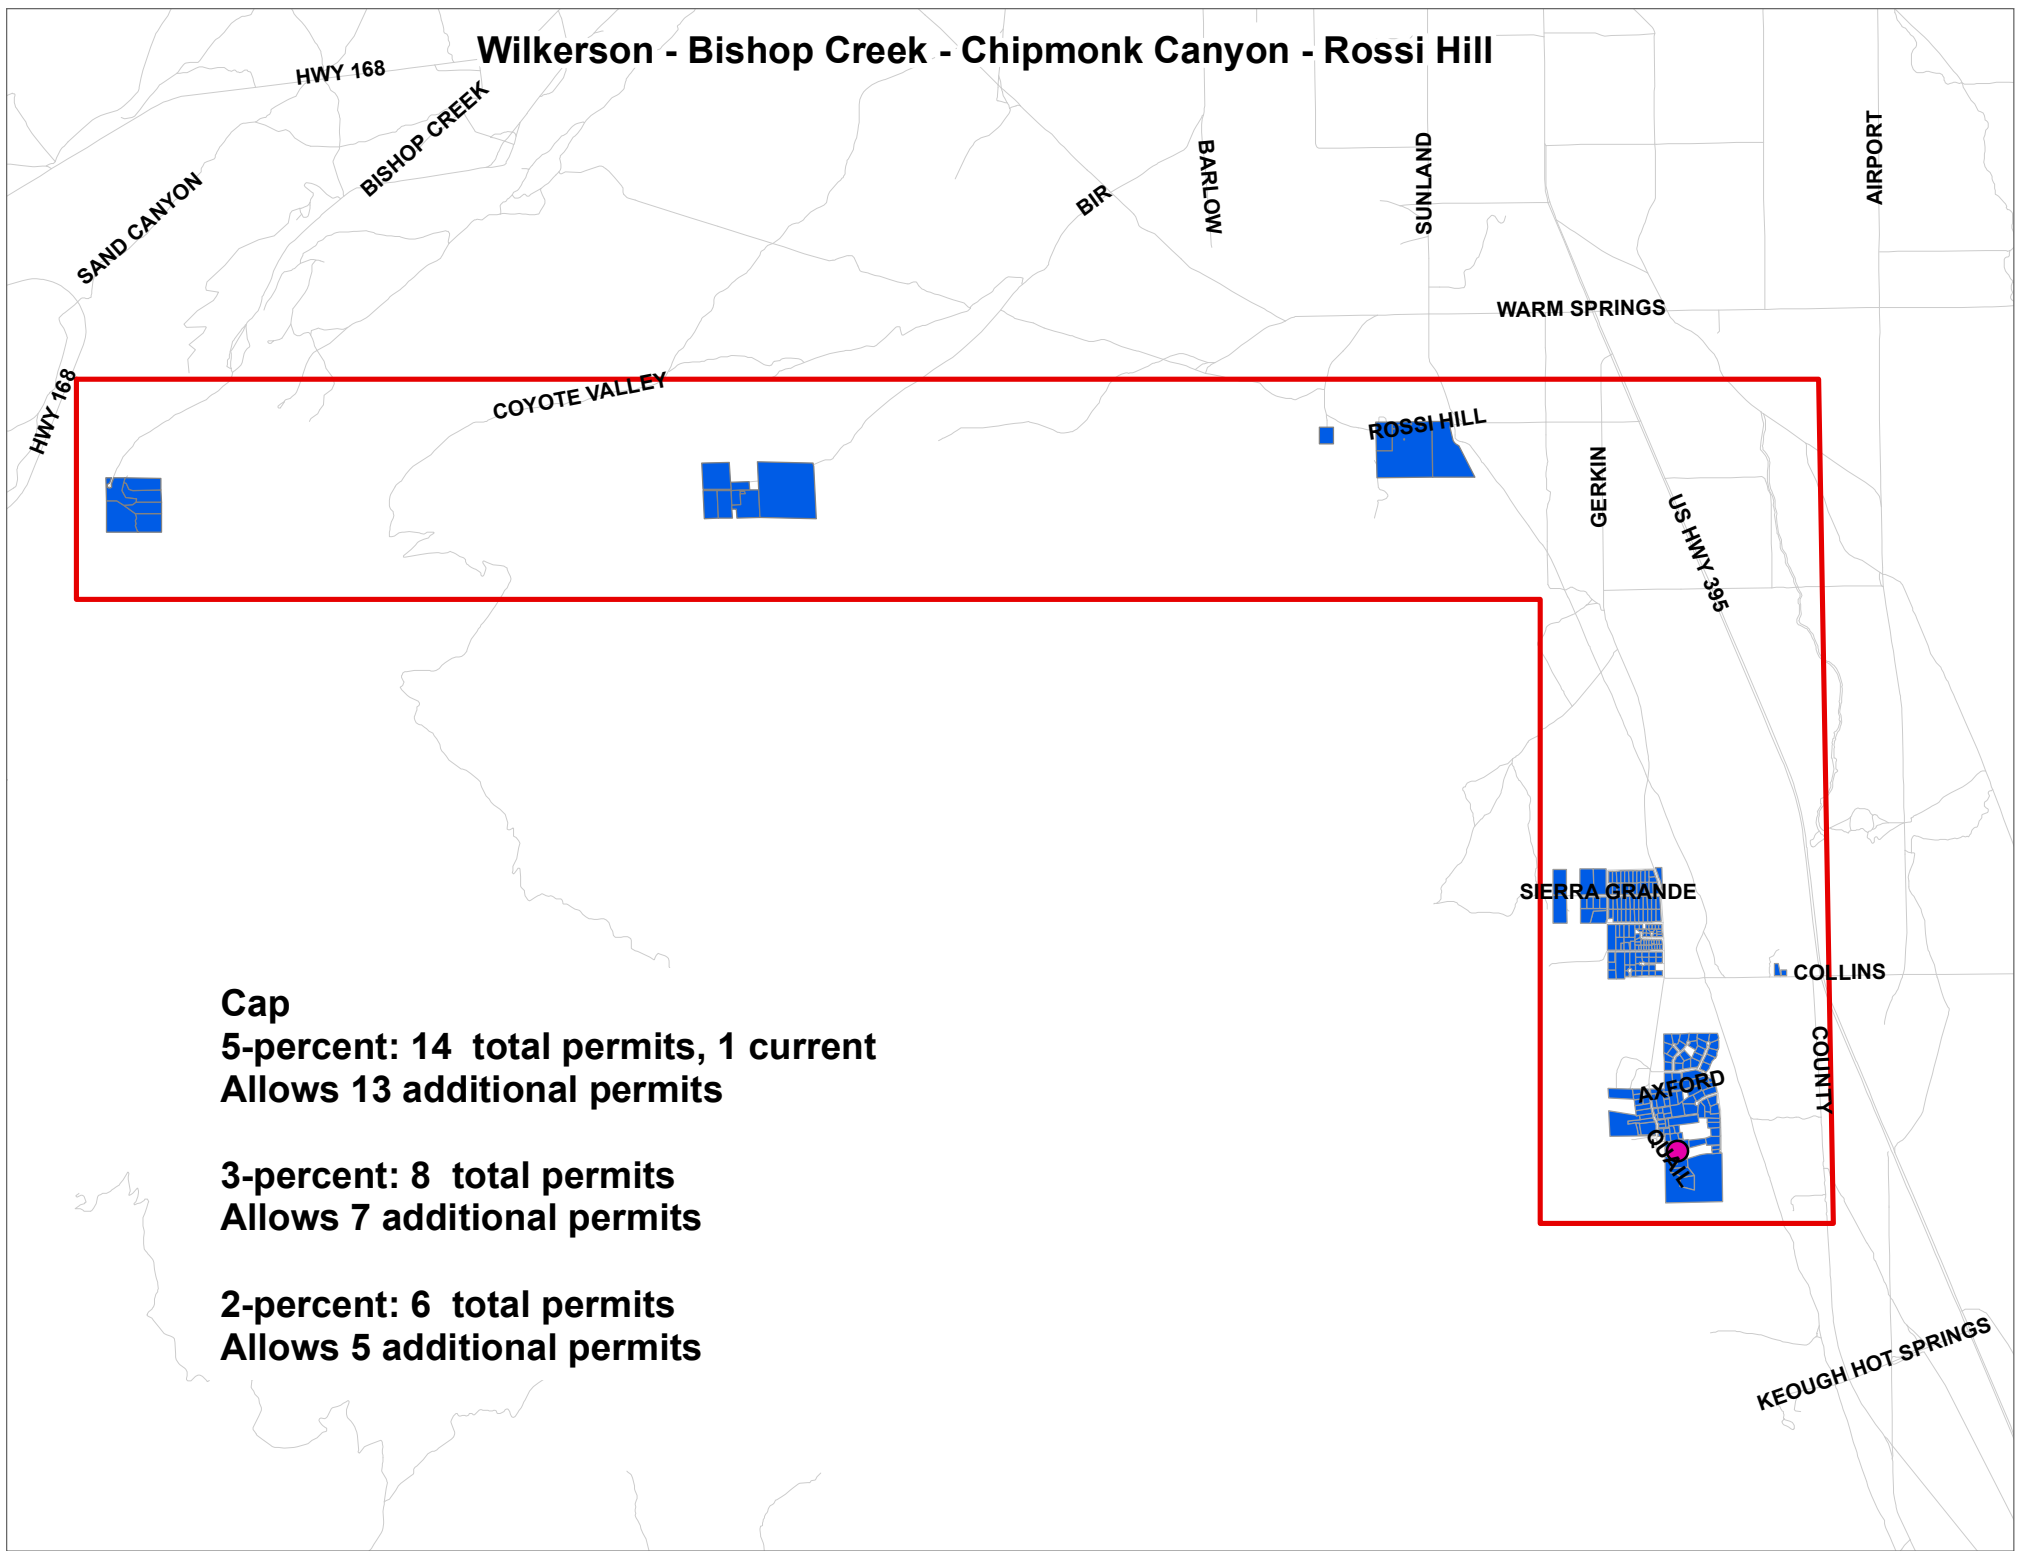 Wilkerson - Bishop Creek - Chipmonk Canyon - Rossi Hill
HWY 168
BISHOP CREEK
SAND CANYON
BIR
BARLOW
SUNLAND
AIRPORT
WARM SPRINGS
HWY 168
COYOTE VALLEY
ROSSI HILL
GERKIN
US HWY 395
SIERRA GRANDE
COLLINS
COUNTY
AXFORD
QUAIL
KEOUGH HOT SPRINGS
Cap
5-percent: 14  total permits, 1 current
Allows 13 additional permits
3-percent: 8  total permits
Allows 7 additional permits
2-percent: 6  total permits
Allows 5 additional permits